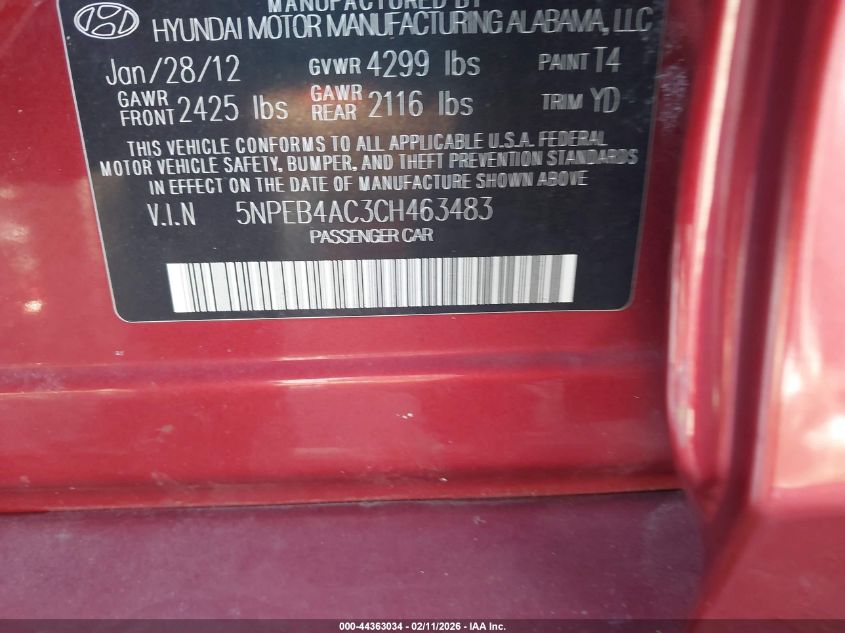 MANUFACTURED BY
HYUNDAI MOTOR MANUFACTURING ALABAMA, LLC
Jan/28/12 GVWR 4299 lbs PAINT T4
GAWR FRONT 2425 lbs GAWR REAR 2116 lbs TRIM YD
THIS VEHICLE CONFORMS TO ALL APPLICABLE U.S.A. FEDERAL
MOTOR VEHICLE SAFETY, BUMPER, AND THEFT PREVENTION STANDARDS
IN EFFECT ON THE DATE OF MANUFACTURE SHOWN ABOVE
V.I.N 5NPEB4AC3CH463483
PASSENGER CAR
000-44363034 - 02/11/2026 - IAA Inc.